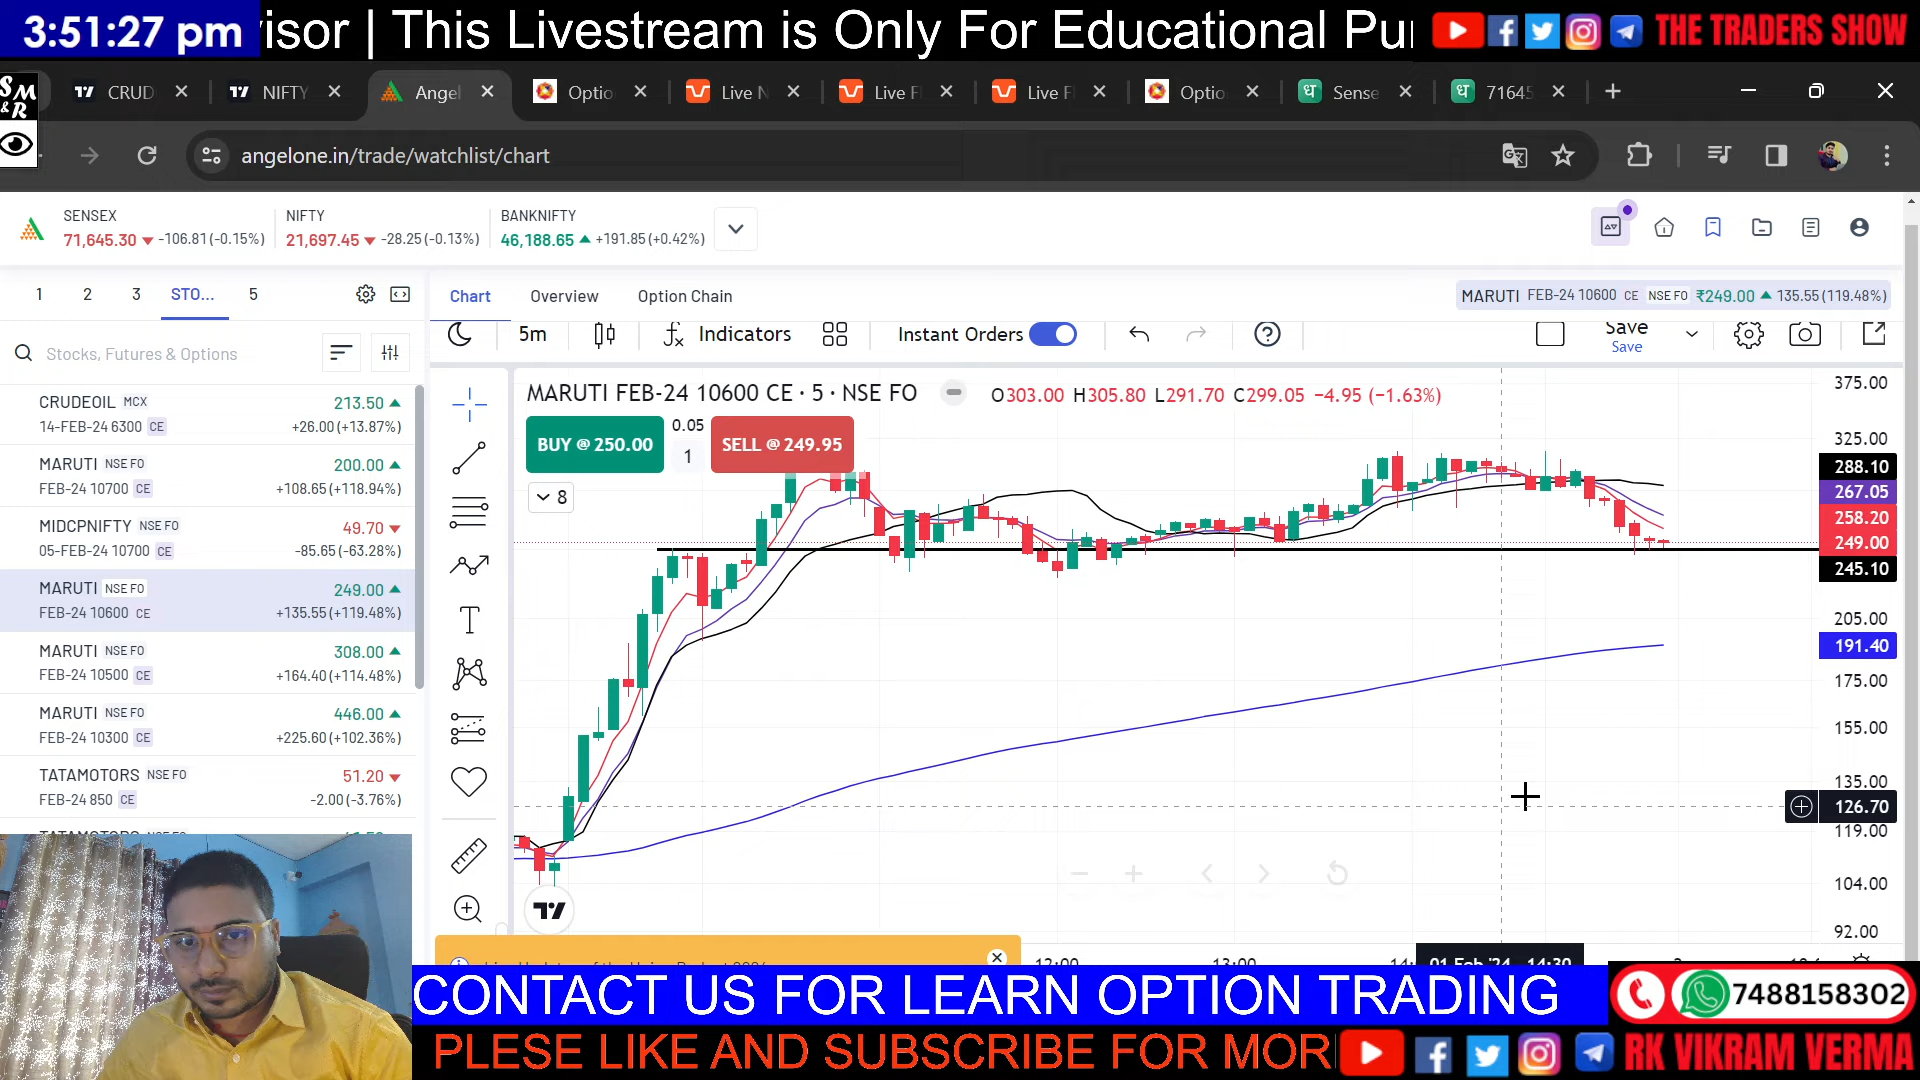 3:51:27 pm
visor | This Livestream is Only For Educational Pur
THE TRADERS SHOW
SM
&R
CRUD
NIFTY
Angel
Optio
Live N
Live F
Live F
Optio
Sense
71645
angelone.in/trade/watchlist/chart
SENSEX
71,645.30 -106.81 (-0.15%)
NIFTY
21,697.45 -28.25 (-0.13%)
BANKNIFTY
46,188.65 +191.85 (+0.42%)
1 2 3 STO... 5
Stocks, Futures & Options
CRUDEOIL MCX 213.50
14-FEB-24 6300 CE +26.00 (+13.87%)
MARUTI NSE FO 200.00
FEB-24 10700 CE +108.65 (+118.94%)
MIDCPNIFTY NSE FO 49.70
05-FEB-24 10700 CE -85.65 (-63.28%)
MARUTI NSE FO 249.00
FEB-24 10600 CE +135.55 (+119.48%)
MARUTI NSE FO 308.00
FEB-24 10500 CE +164.40 (+114.48%)
MARUTI NSE FO 446.00
FEB-24 10300 CE +225.60 (+102.36%)
TATAMOTORS NSE FO 51.20
FEB-24 850 CE -2.00 (-3.76%)
Chart Overview Option Chain
MARUTI FEB-24 10600 CE NSE FO ₹249.00 135.55 (119.48%)
5m Indicators Instant Orders
Save
Save
MARUTI FEB-24 10600 CE · 5 · NSE FO
O303.00 H305.80 L291.70 C299.05 −4.95 (−1.63%)
BUY @ 250.00
0.05
1
SELL @ 249.95
8
375.00
325.00
288.10
267.05
258.20
249.00
245.10
205.00
191.40
175.00
155.00
135.00
126.70
119.00
104.00
92.00
12:00
13:00
01 Feb '24 14:30
CONTACT US FOR LEARN OPTION TRADING
7488158302
PLESE LIKE AND SUBSCRIBE FOR MOR
RK VIKRAM VERMA